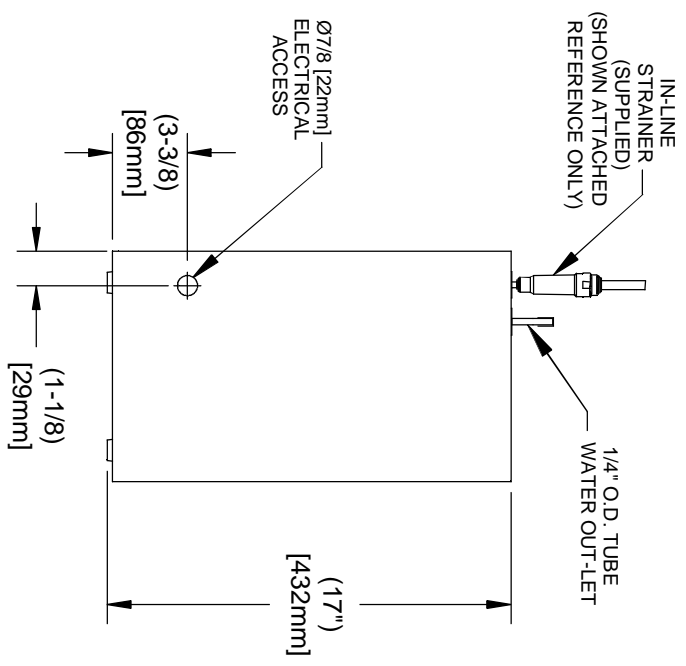 IN-LINE
STRAINER
(SUPPLIED)
(SHOWN ATTACHED
REFERENCE ONLY)
1/4" O.D. TUBE
WATER OUT-LET
Ø7/8 [22mm]
ELECTRICAL
ACCESS
(3-3/8)
[86mm]
(1-1/8)
[29mm]
(17")
[432mm]